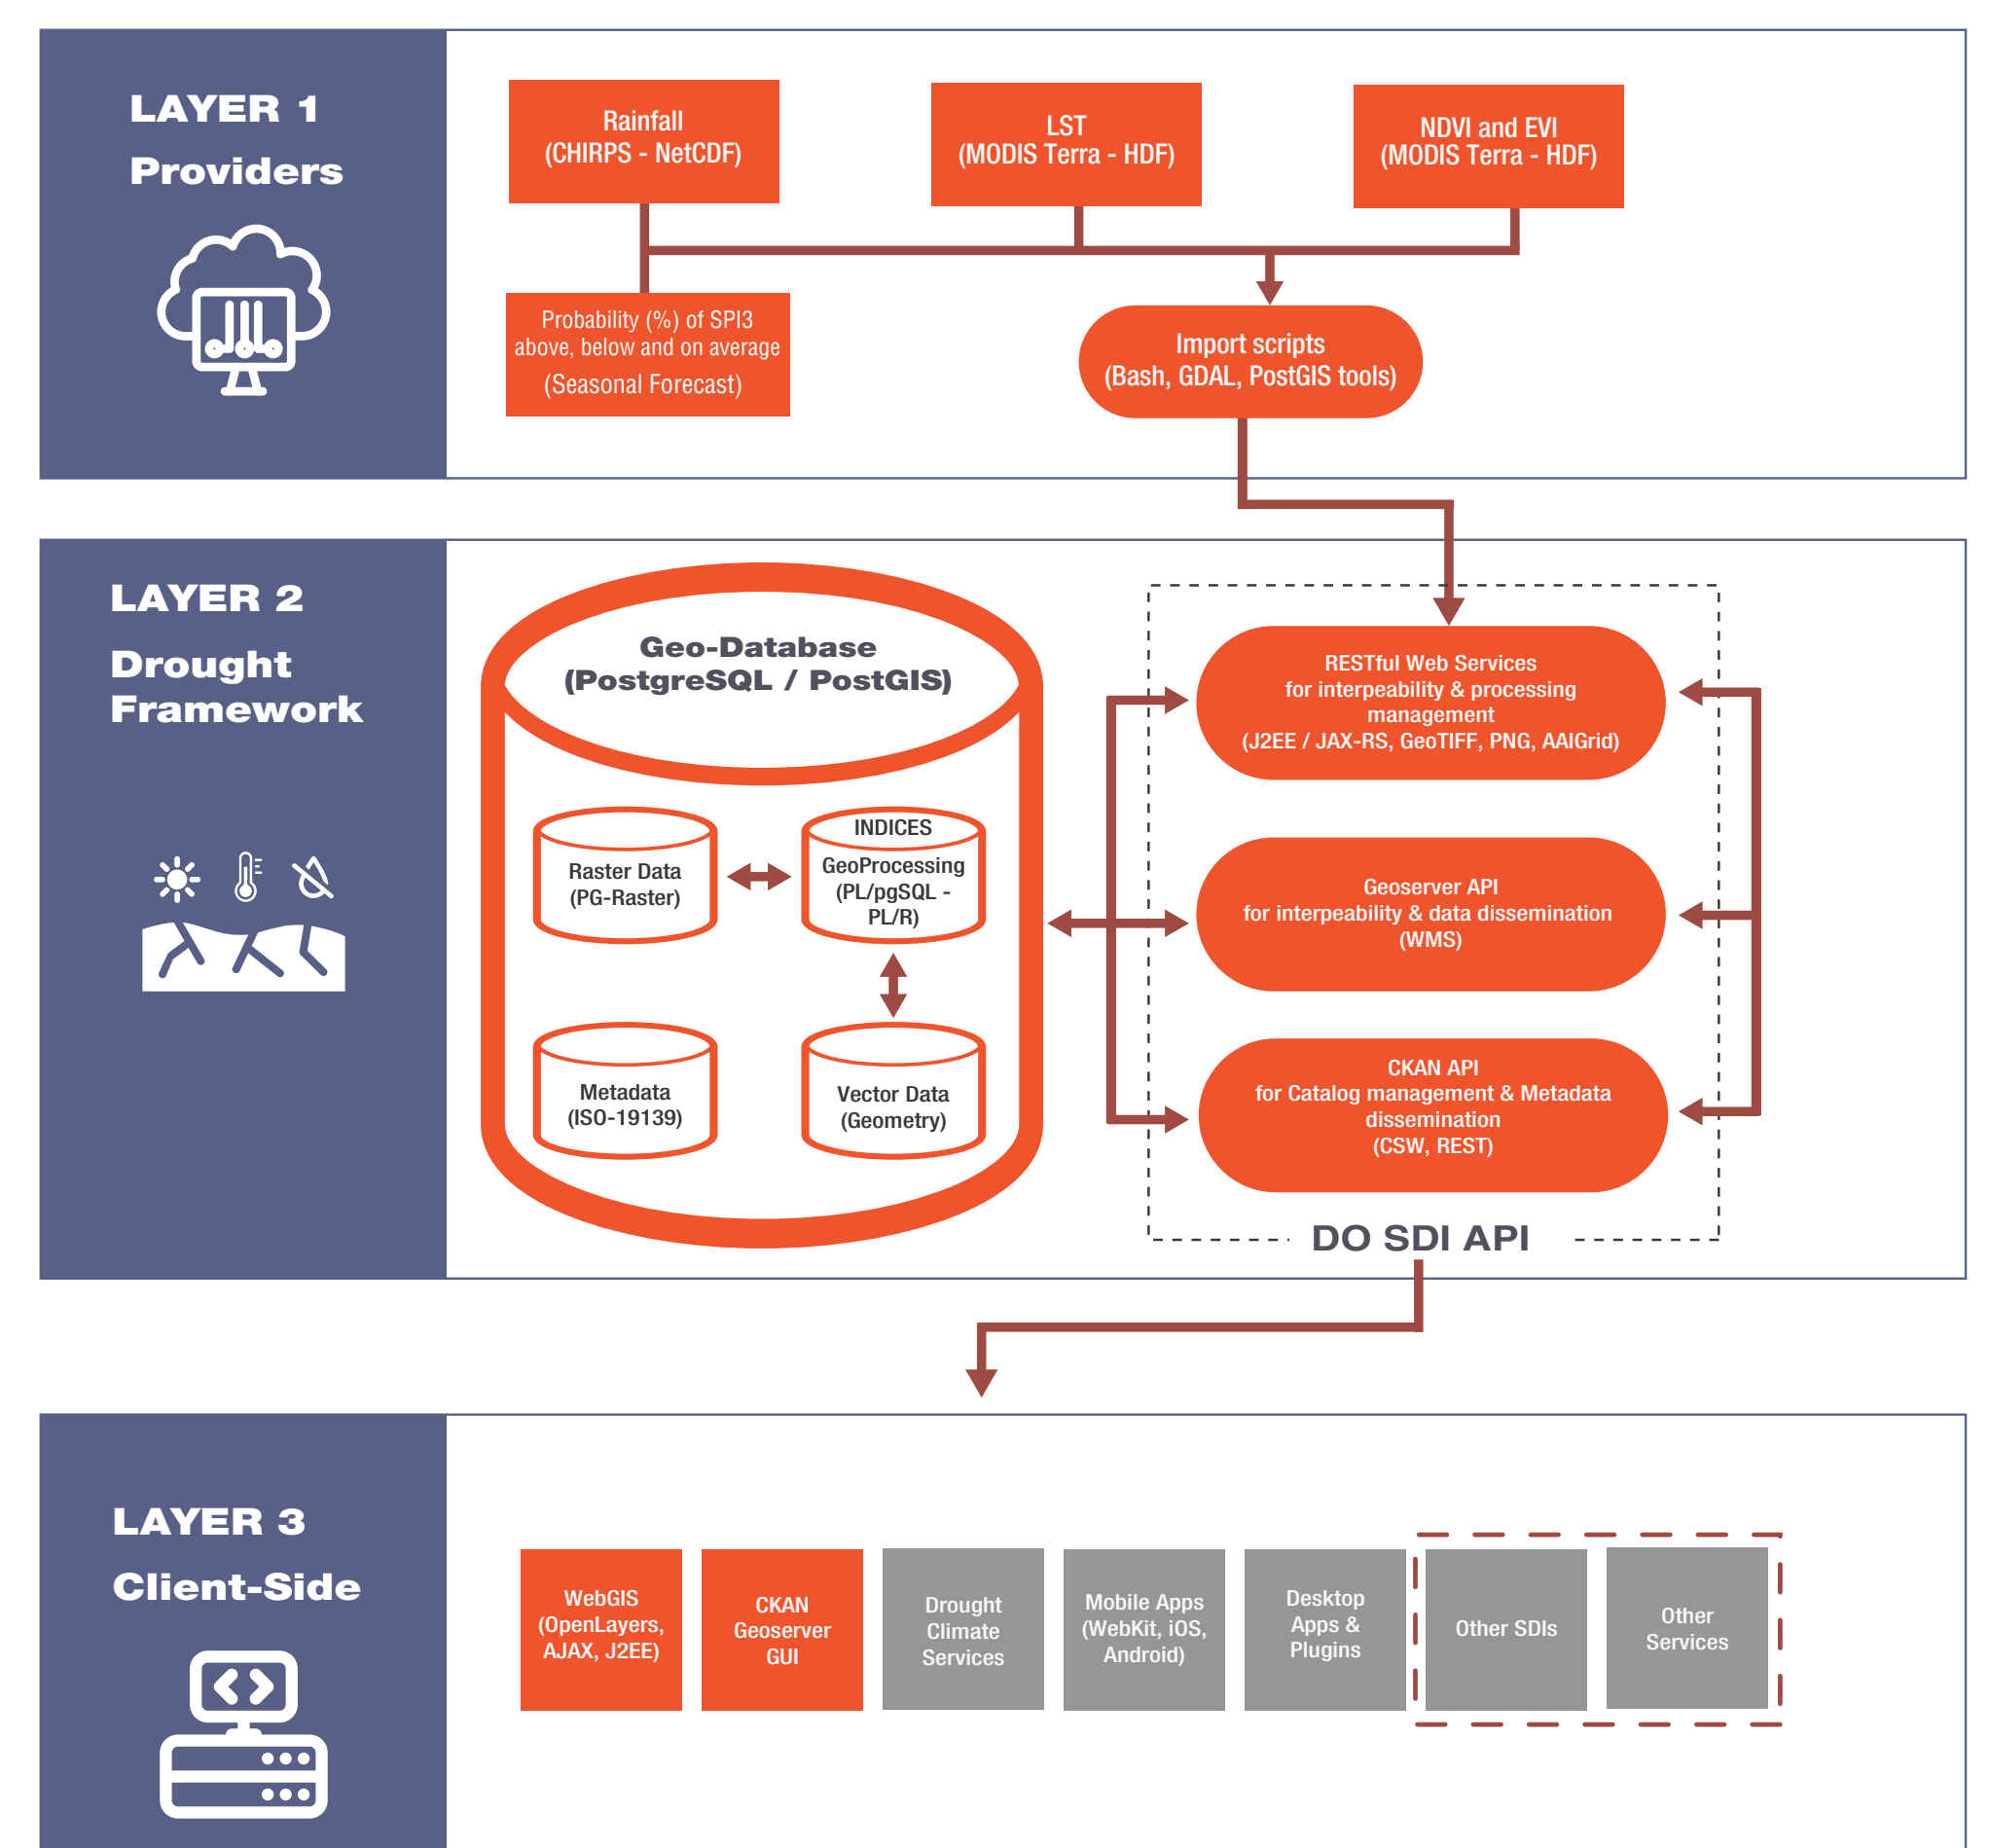 LAYER 1
Providers
Rainfall
(CHIRPS - NetCDF)
LST
(MODIS Terra - HDF)
NDVI and EVI
(MODIS Terra - HDF)
Probability (%) of SPI3
above, below and on average
(Seasonal Forecast)
Import scripts
(Bash, GDAL, PostGIS tools)
LAYER 2
Drought
Framework
Geo-Database
(PostgreSQL / PostGIS)
Raster Data
(PG-Raster)
INDICES
GeoProcessing
(PL/pgSQL -
PL/R)
Metadata
(ISO-19139)
Vector Data
(Geometry)
RESTful Web Services
for interpeability & processing
management
(J2EE / JAX-RS, GeoTIFF, PNG, AAIGrid)
Geoserver API
for interpeability & data dissemination
(WMS)
CKAN API
for Catalog management & Metadata
dissemination
(CSW, REST)
DO SDI API
LAYER 3
Client-Side
WebGIS
(OpenLayers,
AJAX, J2EE)
CKAN
Geoserver
GUI
Drought
Climate
Services
Mobile Apps
(WebKit, iOS,
Android)
Desktop
Apps &
Plugins
Other SDIs
Other
Services